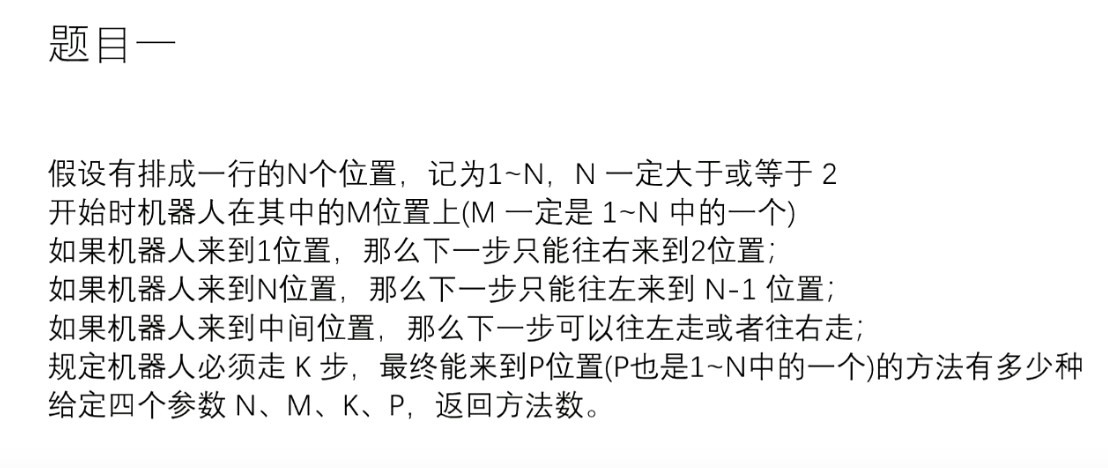 题目一
假设有排成一行的N个位置，记为1~N，N 一定大于或等于 2
开始时机器人在其中的M位置上(M 一定是 1~N 中的一个)
如果机器人来到1位置，那么下一步只能往右来到2位置；
如果机器人来到N位置，那么下一步只能往左来到 N-1 位置；
如果机器人来到中间位置，那么下一步可以往左走或者往右走；
规定机器人必须走 K 步，最终能来到P位置(P也是1~N中的一个)的方法有多少种
给定四个参数 N、M、K、P，返回方法数。